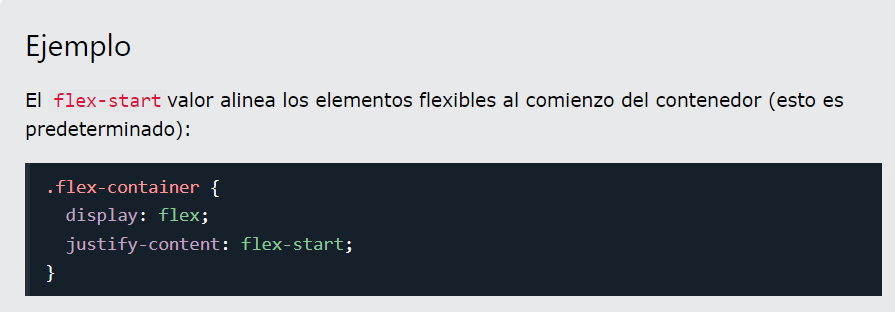 Ejemplo
El flex-start valor alinea los elementos flexibles al comienzo del contenedor (esto es
predeterminado):
.flex-container {
  display: flex;
  justify-content: flex-start;
}